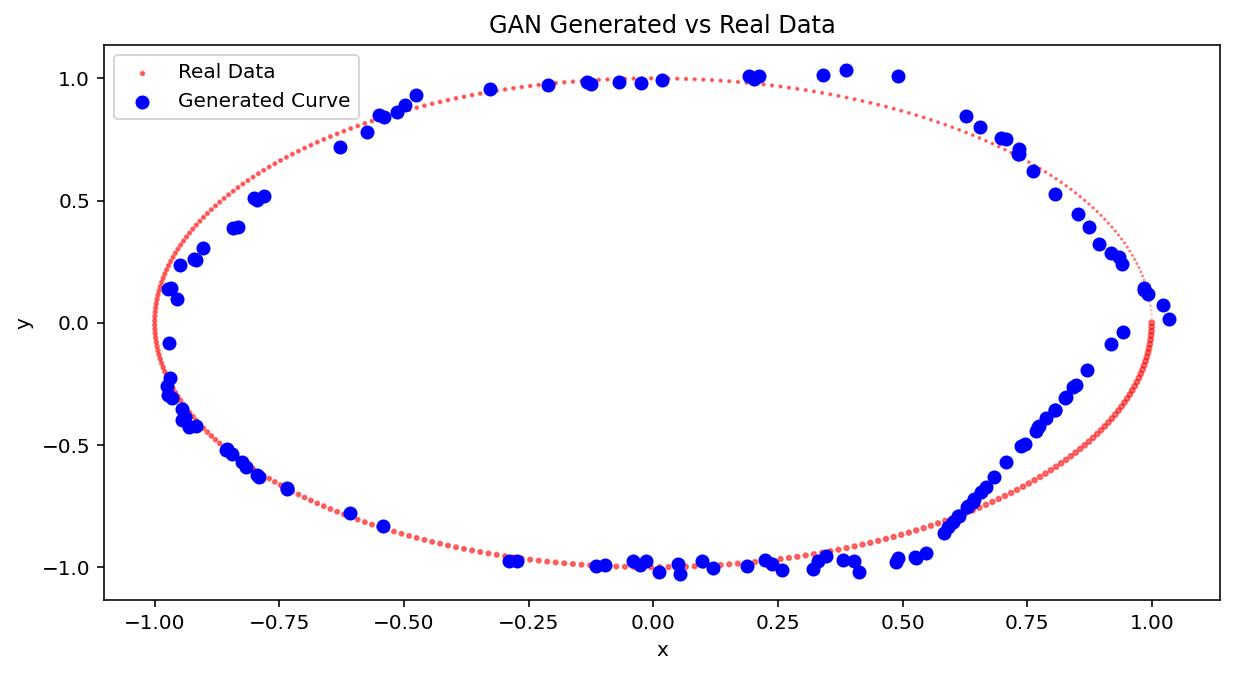 GAN Generated vs Real Data
Real Data
Generated Curve
1.0
0.5
0.0
−0.5
−1.0
y
−1.00 −0.75 −0.50 −0.25 0.00 0.25 0.50 0.75 1.00
x